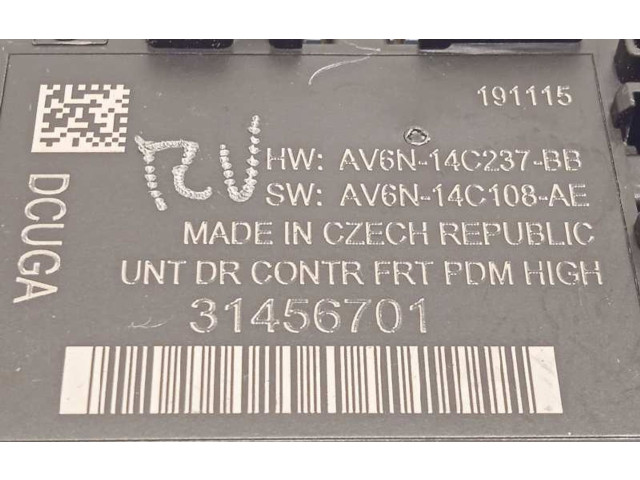 191115
HW: AV6N-14C237-BB
SW: AV6N-14C108-AE
MADE IN CZECH REPUBLIC
UNT DR CONTR FRT PDM HIGH
31456701
DCUGA